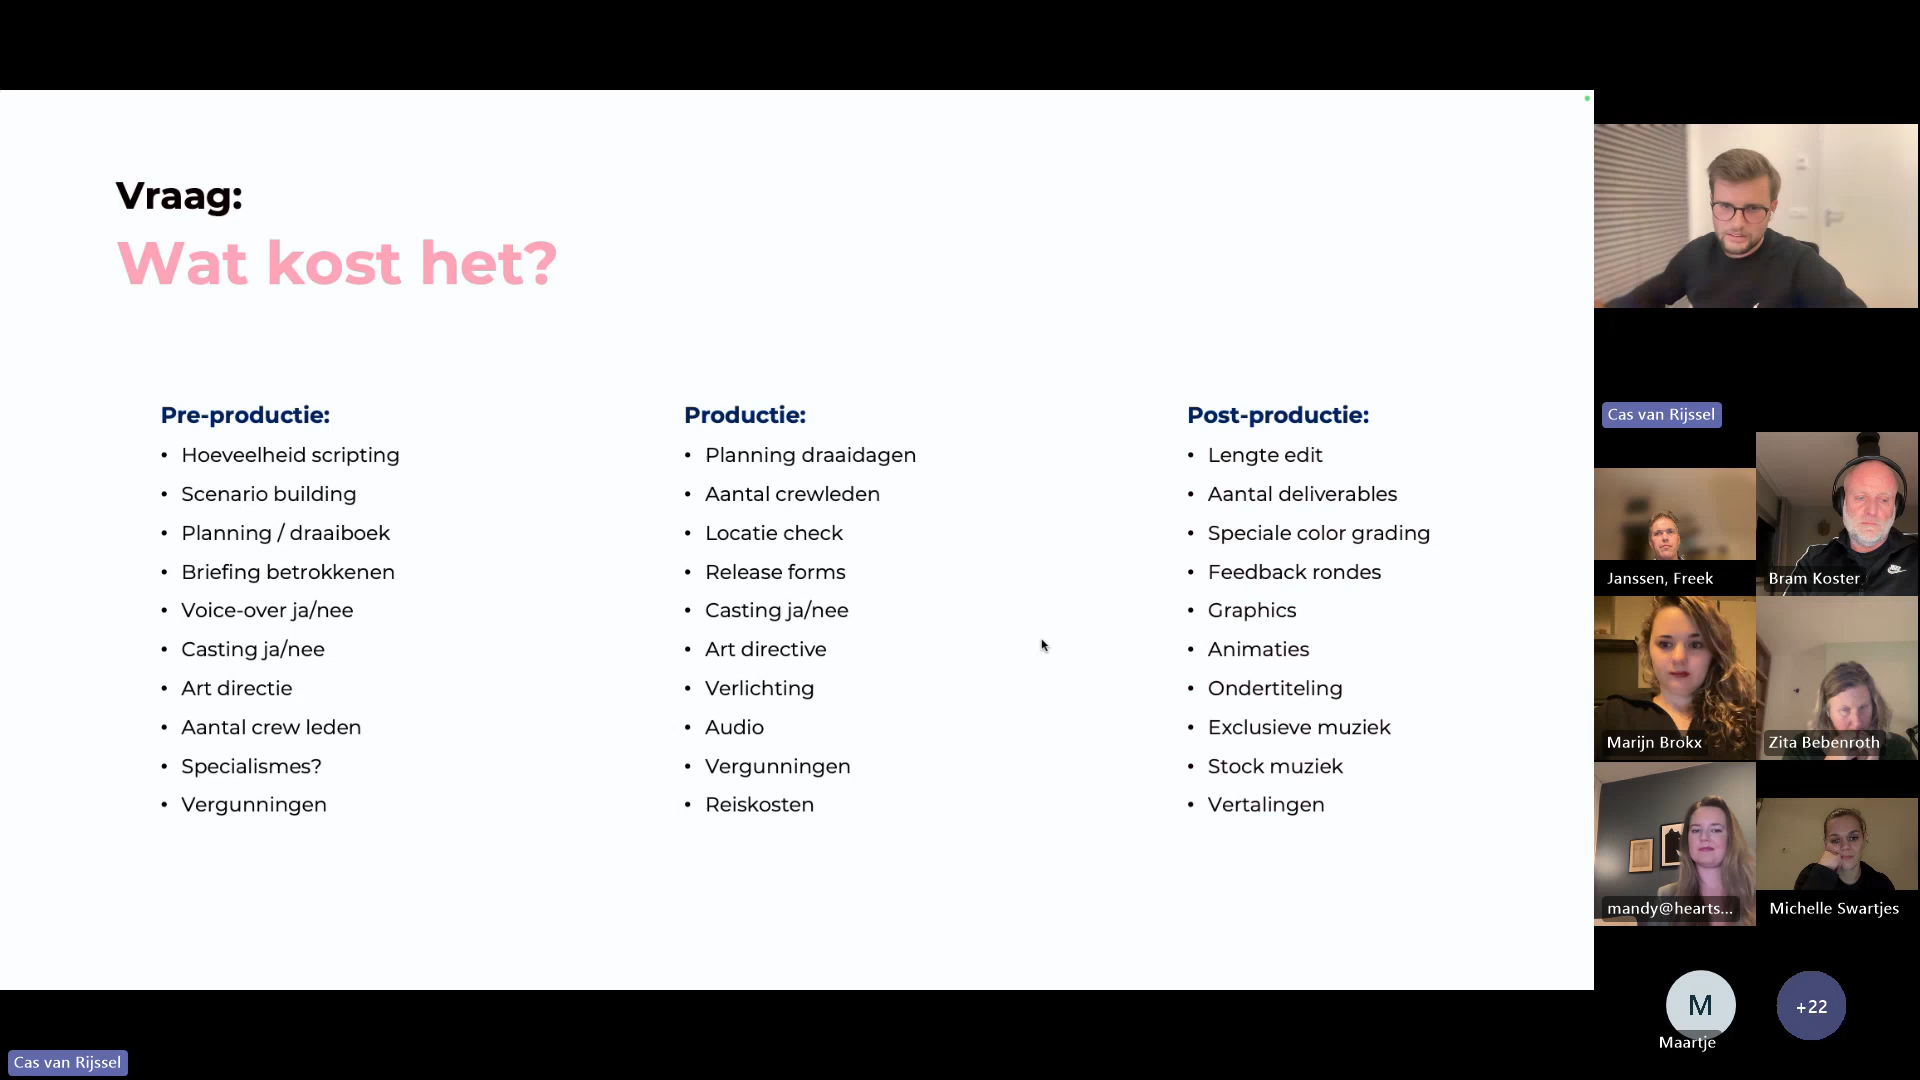 Vraag:
Wat kost het?
Pre-productie:
• Hoeveelheid scripting
• Scenario building
• Planning / draaiboek
• Briefing betrokkenen
• Voice-over ja/nee
• Casting ja/nee
• Art directie
• Aantal crew leden
• Specialismes?
• Vergunningen
Productie:
• Planning draaidagen
• Aantal crewleden
• Locatie check
• Release forms
• Casting ja/nee
• Art directive
• Verlichting
• Audio
• Vergunningen
• Reiskosten
Post-productie:
• Lengte edit
• Aantal deliverables
• Speciale color grading
• Feedback rondes
• Graphics
• Animaties
• Ondertiteling
• Exclusieve muziek
• Stock muziek
• Vertalingen
Cas van Rijssel
Janssen, Freek
Bram Koster
Marijn Brokx
Zita Bebenroth
mandy@hearts...
Michelle Swartjes
M
Maartje
+22
Cas van Rijssel